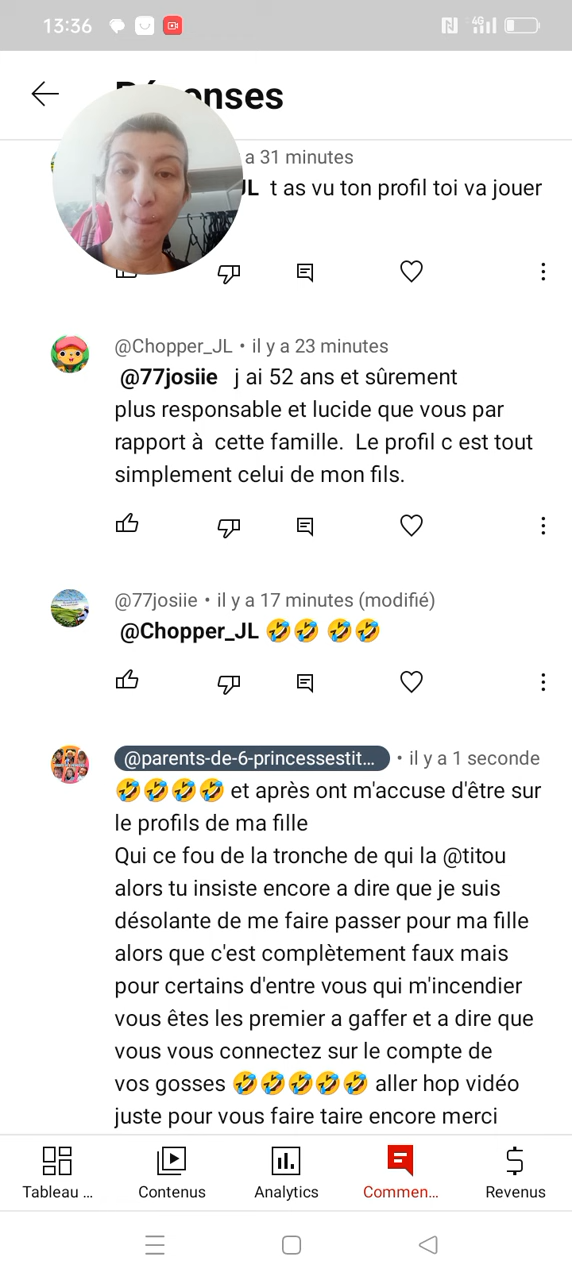 13:36
4G
nses
a 31 minutes
JL t as vu ton profil toi va jouer
@Chopper_JL • il y a 23 minutes
@77josiie j ai 52 ans et sûrement
plus responsable et lucide que vous par
rapport à cette famille. Le profil c est tout
simplement celui de mon fils.
@77josiie • il y a 17 minutes (modifié)
@Chopper_JL 🤣🤣 🤣🤣
@parents-de-6-princessestit... • il y a 1 seconde
🤣🤣🤣🤣 et après ont m'accuse d'être sur
le profils de ma fille
Qui ce fou de la tronche de qui la @titou
alors tu insiste encore a dire que je suis
désolante de me faire passer pour ma fille
alors que c'est complètement faux mais
pour certains d'entre vous qui m'incendier
vous êtes les premier a gaffer et a dire que
vous vous connectez sur le compte de
vos gosses 🤣🤣🤣🤣🤣 aller hop vidéo
juste pour vous faire taire encore merci
Tableau ... Contenus Analytics Commen... Revenus